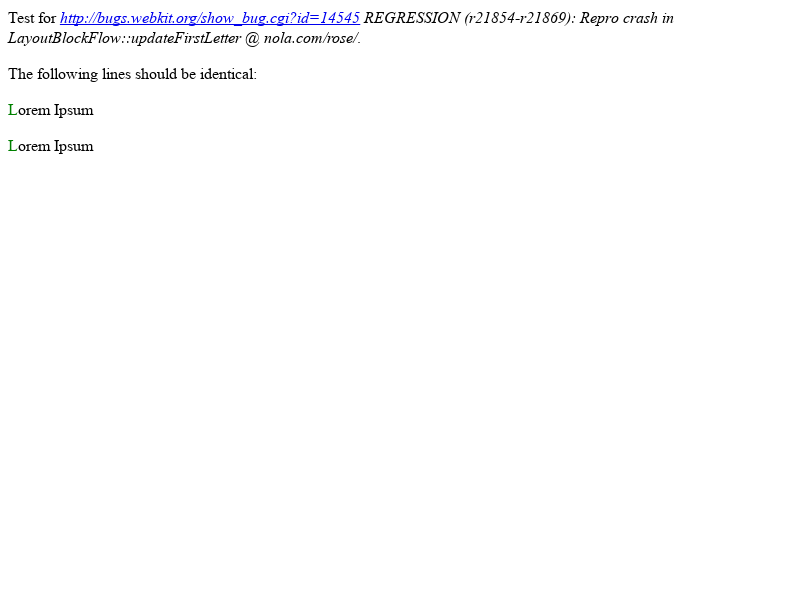 Test for http://bugs.webkit.org/show_bug.cgi?id=14545 REGRESSION (r21854-r21869): Repro crash in
LayoutBlockFlow::updateFirstLetter @ nola.com/rose/.
The following lines should be identical:
Lorem Ipsum
Lorem Ipsum